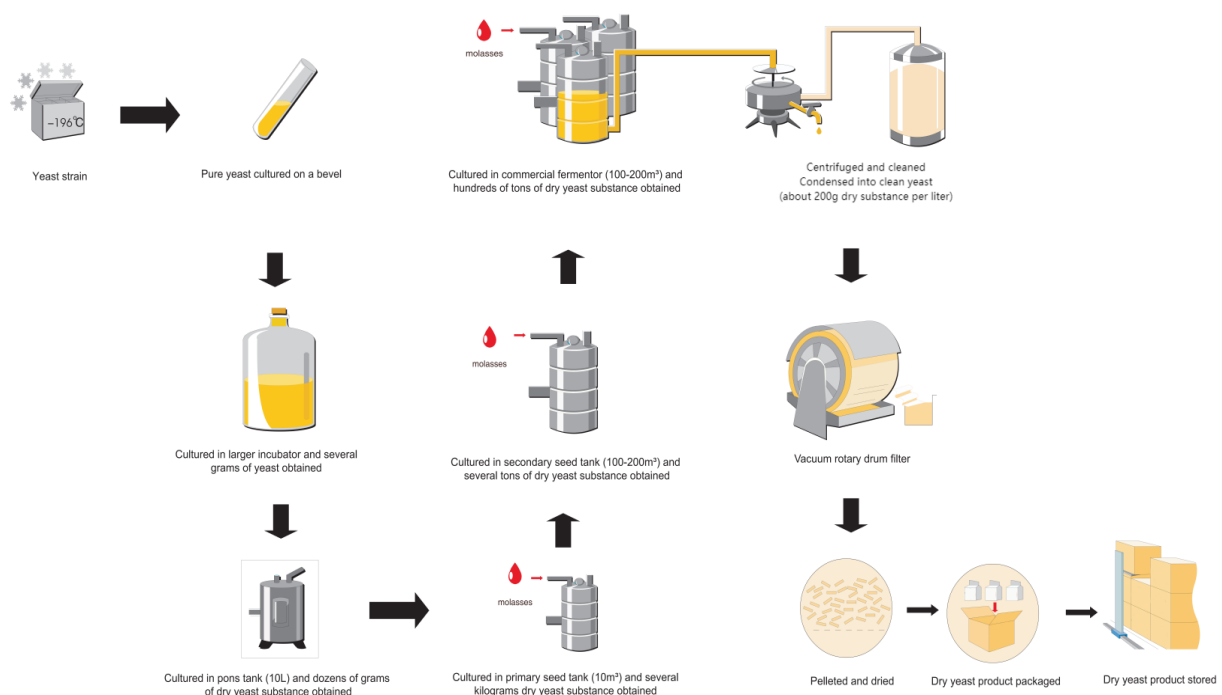 −196℃
Yeast strain
Pure yeast cultured on a bevel
Cultured in larger incubator and several
grams of yeast obtained
Cultured in pons tank (10L) and dozens of grams
of dry yeast substance obtained
molasses
Cultured in primary seed tank (10m³) and several
kilograms dry yeast substance obtained
molasses
Cultured in secondary seed tank (100-200m³) and
several tons of dry yeast substance obtained
molasses
Cultured in commercial fermentor (100-200m³) and
hundreds of tons of dry yeast substance obtained
Centrifuged and cleaned
Condensed into clean yeast
(about 200g dry substance per liter)
Vacuum rotary drum filter
Pelleted and dried
Dry yeast product packaged
Dry yeast product stored